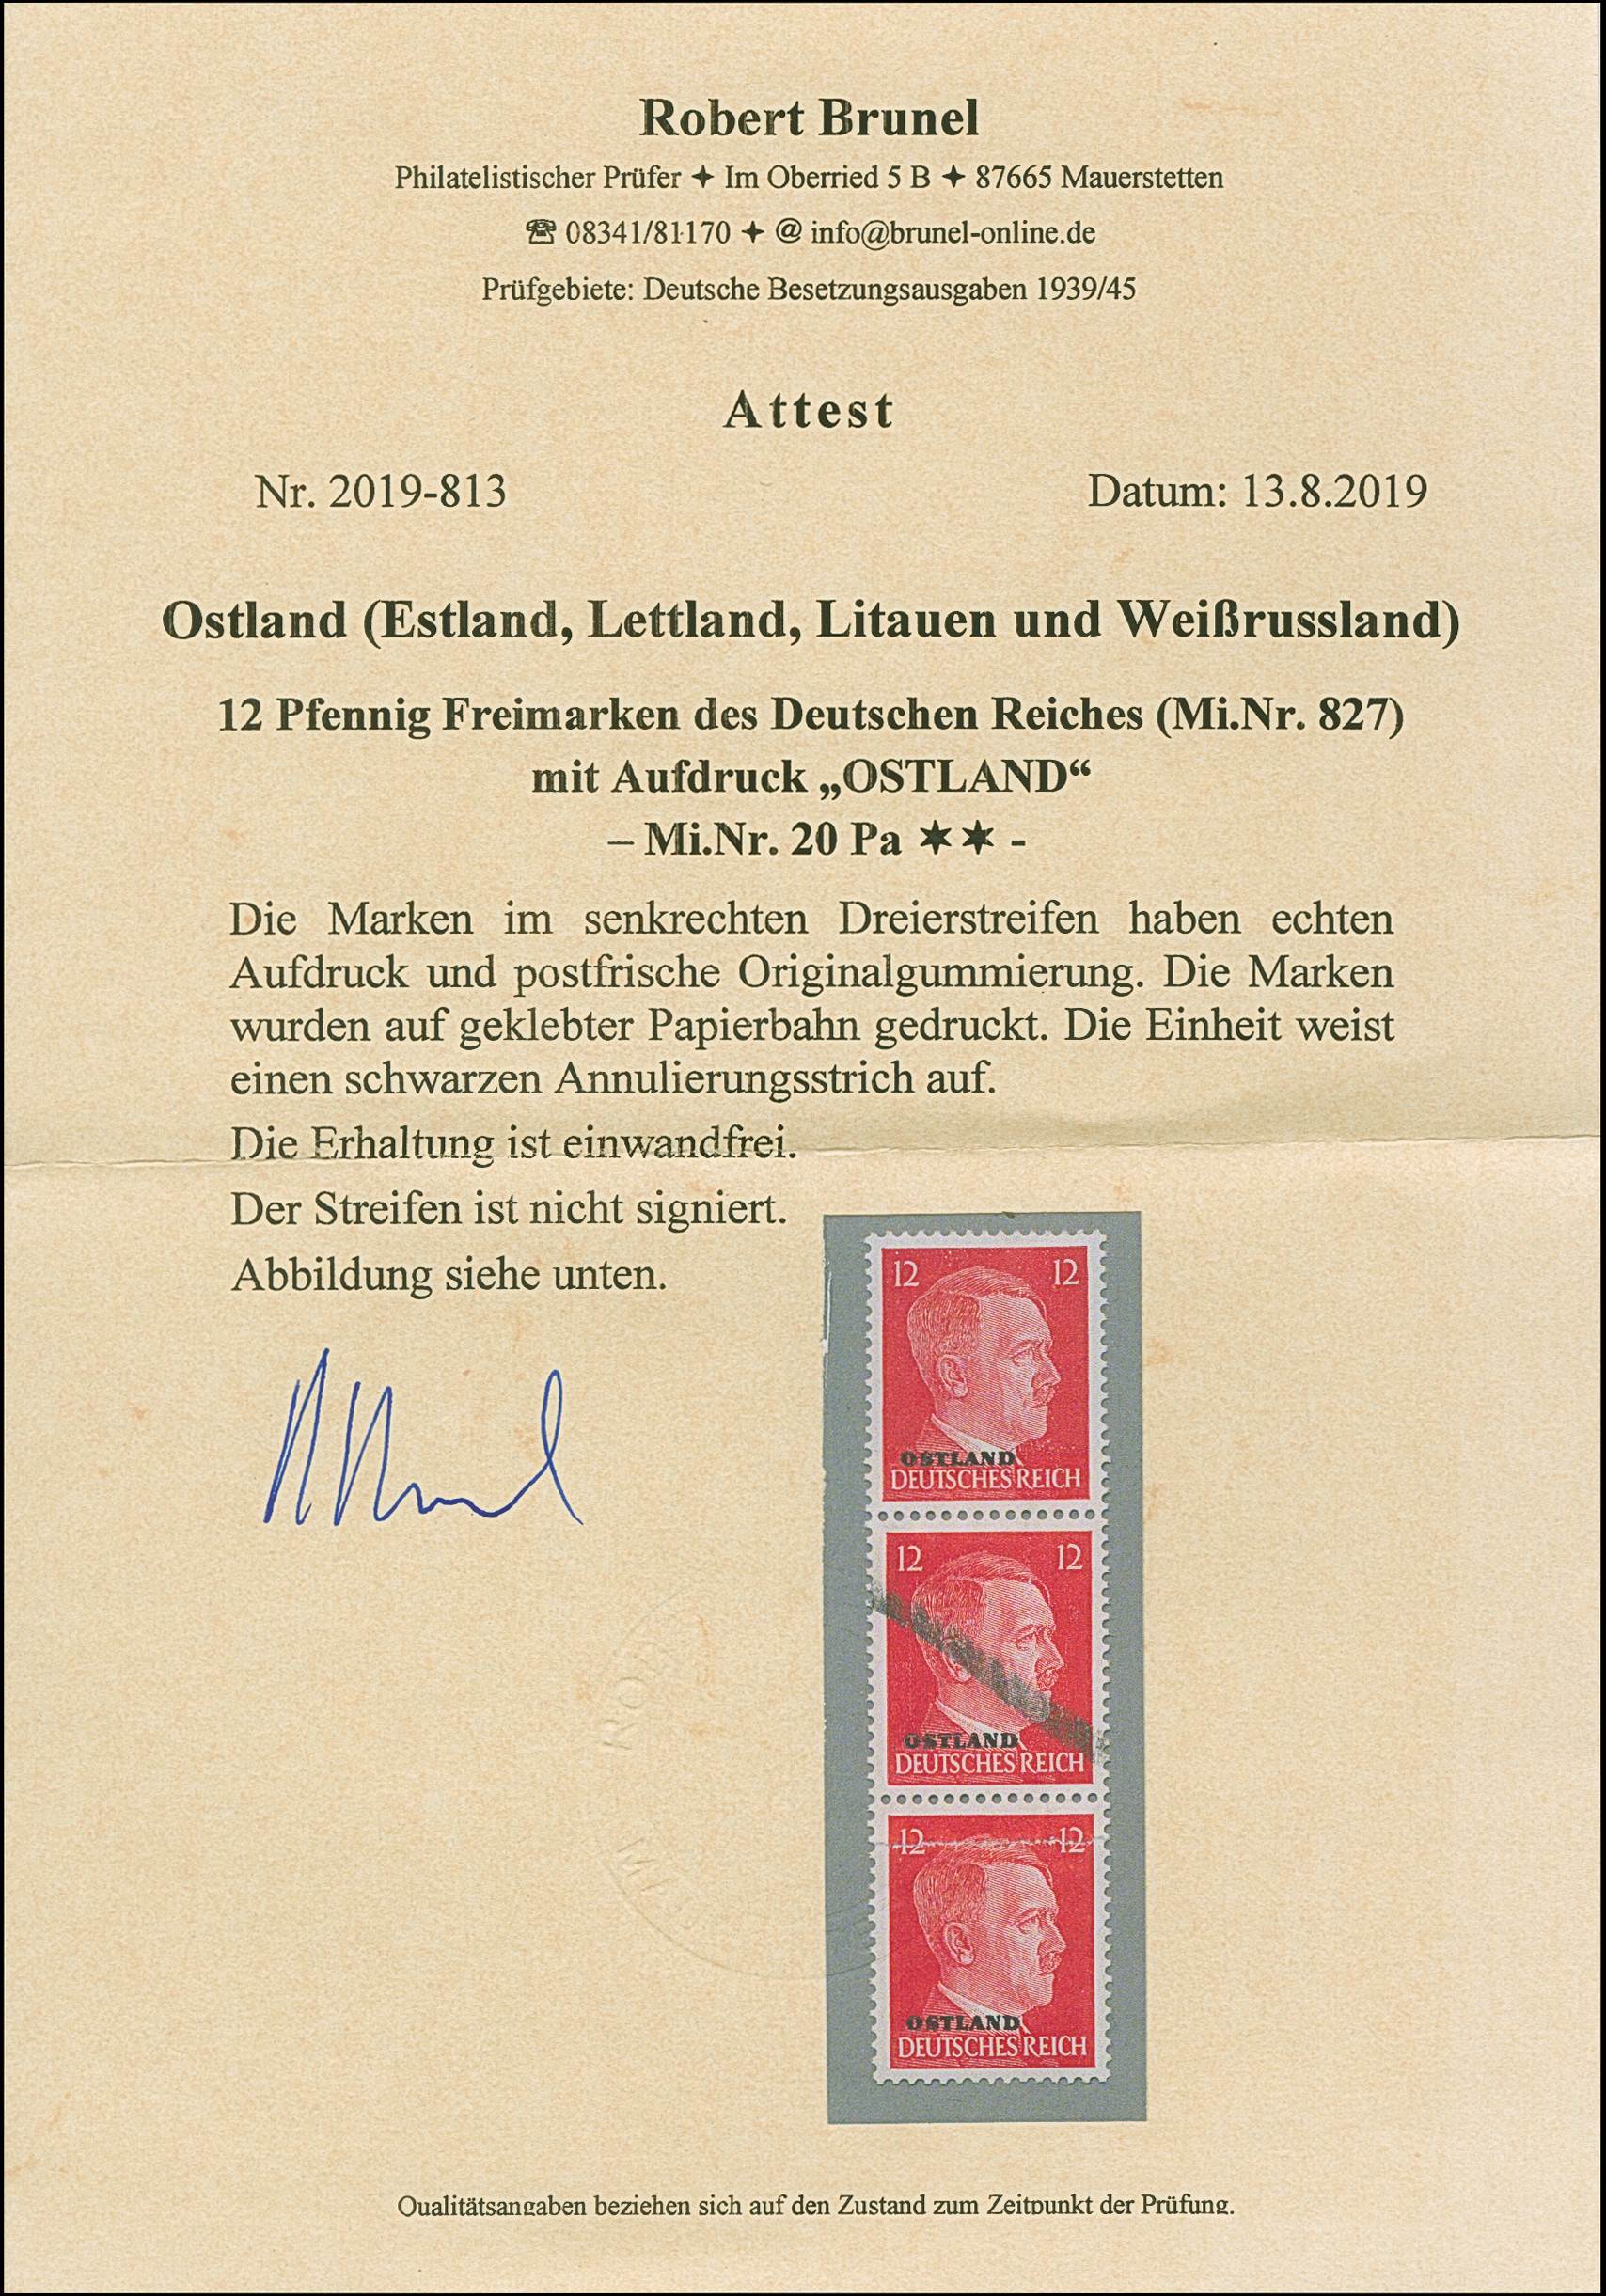 Robert Brunel
Philatelistischer Prüfer ✦ Im Oberried 5 B ✦ 87665 Mauerstetten
☎ 08341/81170 ✦ @ info@brunel-online.de
Prüfgebiete: Deutsche Besetzungsausgaben 1939/45
Attest
Nr. 2019-813 Datum: 13.8.2019
Ostland (Estland, Lettland, Litauen und Weißrussland)
12 Pfennig Freimarken des Deutschen Reiches (Mi.Nr. 827)
mit Aufdruck „OSTLAND“
– Mi.Nr. 20 Pa ✶✶ -
Die Marken im senkrechten Dreierstreifen haben echten
Aufdruck und postfrische Originalgummierung. Die Marken
wurden auf geklebter Papierbahn gedruckt. Die Einheit weist
einen schwarzen Annulierungsstrich auf.
Die Erhaltung ist einwandfrei.
Der Streifen ist nicht signiert.
Abbildung siehe unten.
12 12
OSTLAND
DEUTSCHES REICH
12 12
OSTLAND
DEUTSCHES REICH
12 12
OSTLAND
DEUTSCHES REICH
Qualitätsangaben beziehen sich auf den Zustand zum Zeitpunkt der Prüfung.